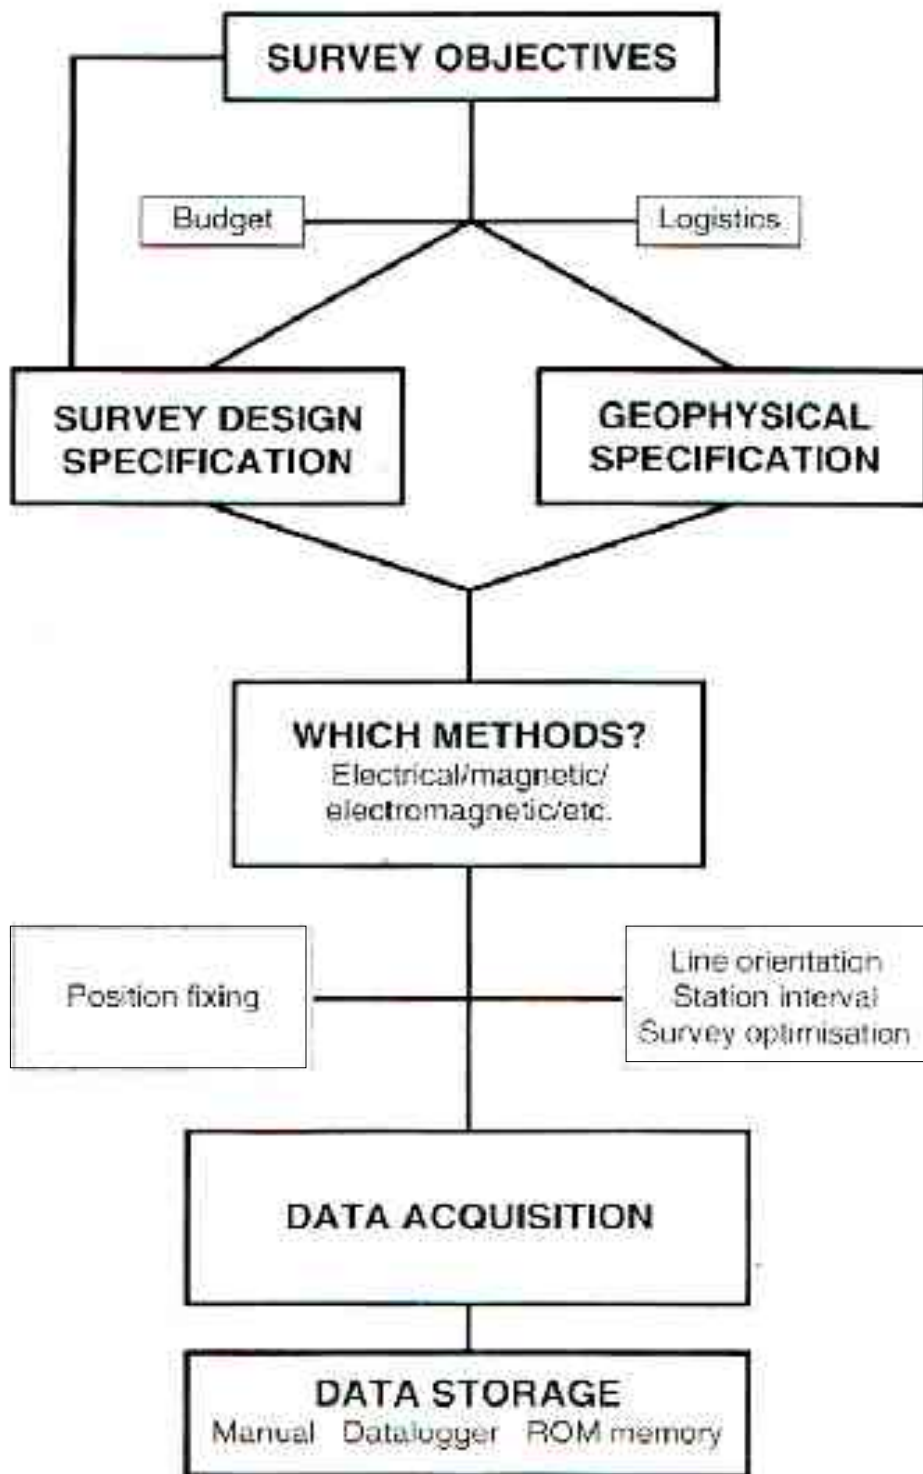 SURVEY OBJECTIVES
Budget
Logistics
SURVEY DESIGN
SPECIFICATION
GEOPHYSICAL
SPECIFICATION
WHICH METHODS?
Electrical/magnetic/
electromagnetic/etc.
Position fixing
Line orientation
Station interval
Survey optimisation
DATA ACQUISITION
DATA STORAGE
Manual Datalogger ROM memory